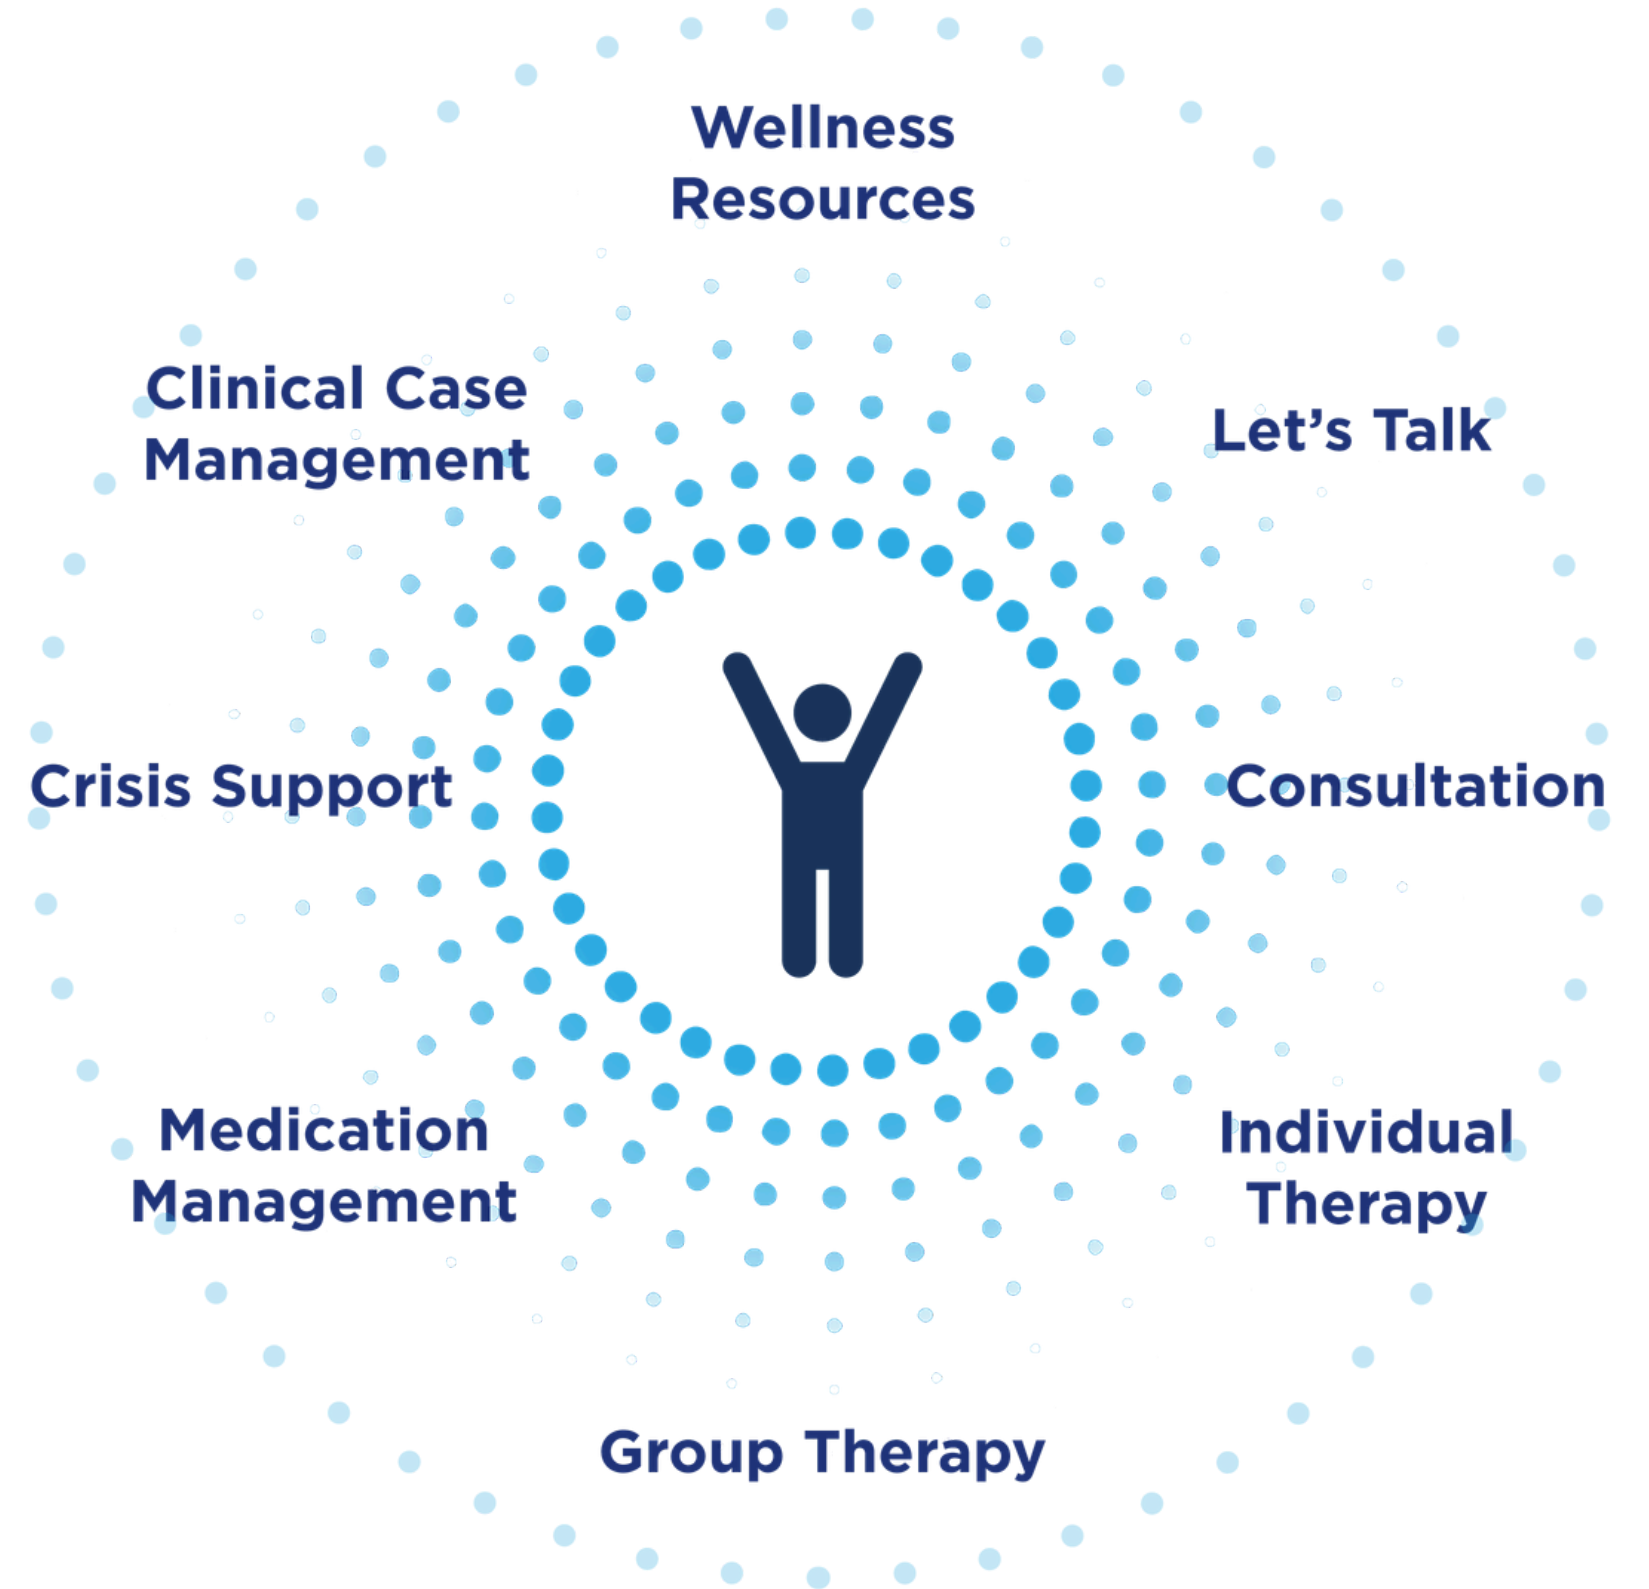 Wellness
Resources
Clinical Case
Management
Let’s Talk
Crisis Support
Consultation
Medication
Management
Individual
Therapy
Group Therapy